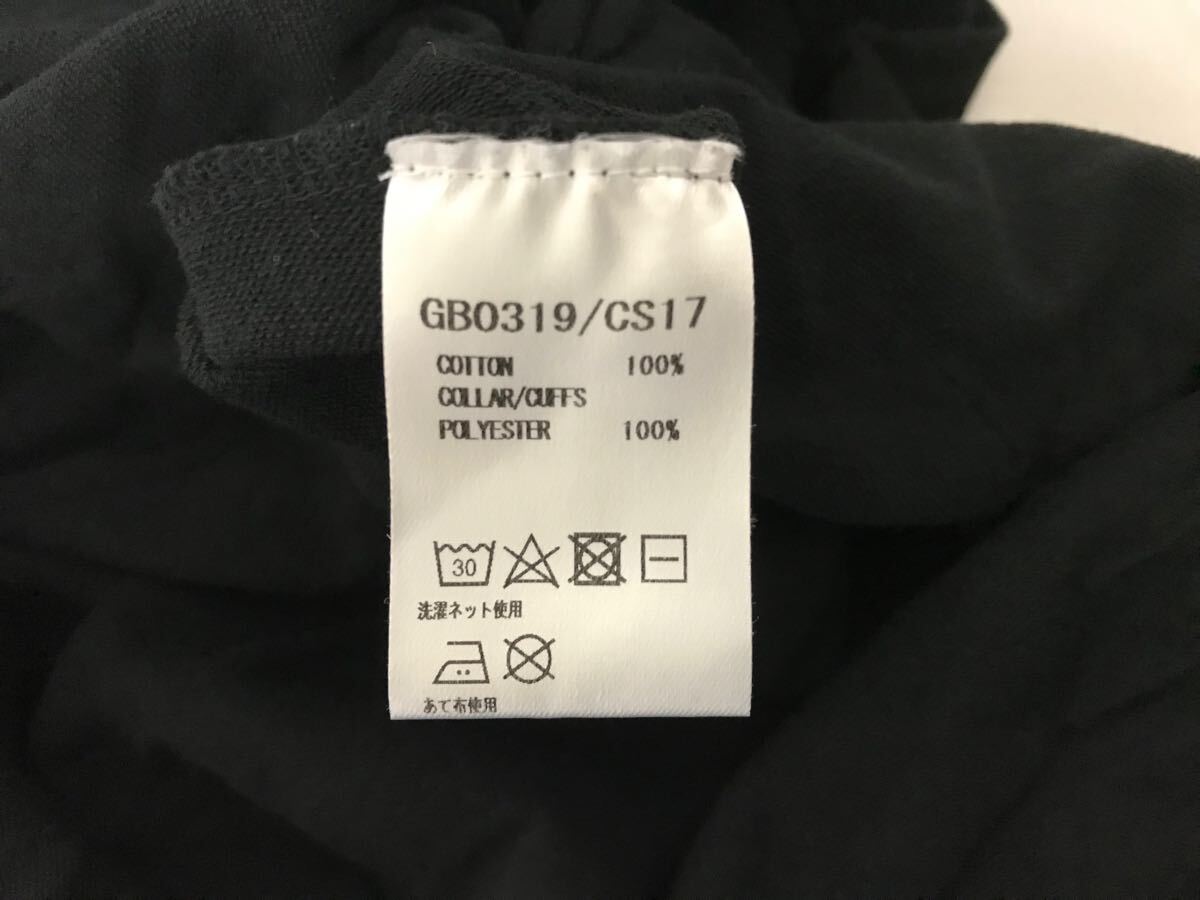 GB0319/CS17
COTTON 100%
COLLAR/CUFFS
POLYESTER 100%
30
洗濯ネット使用
あて布使用